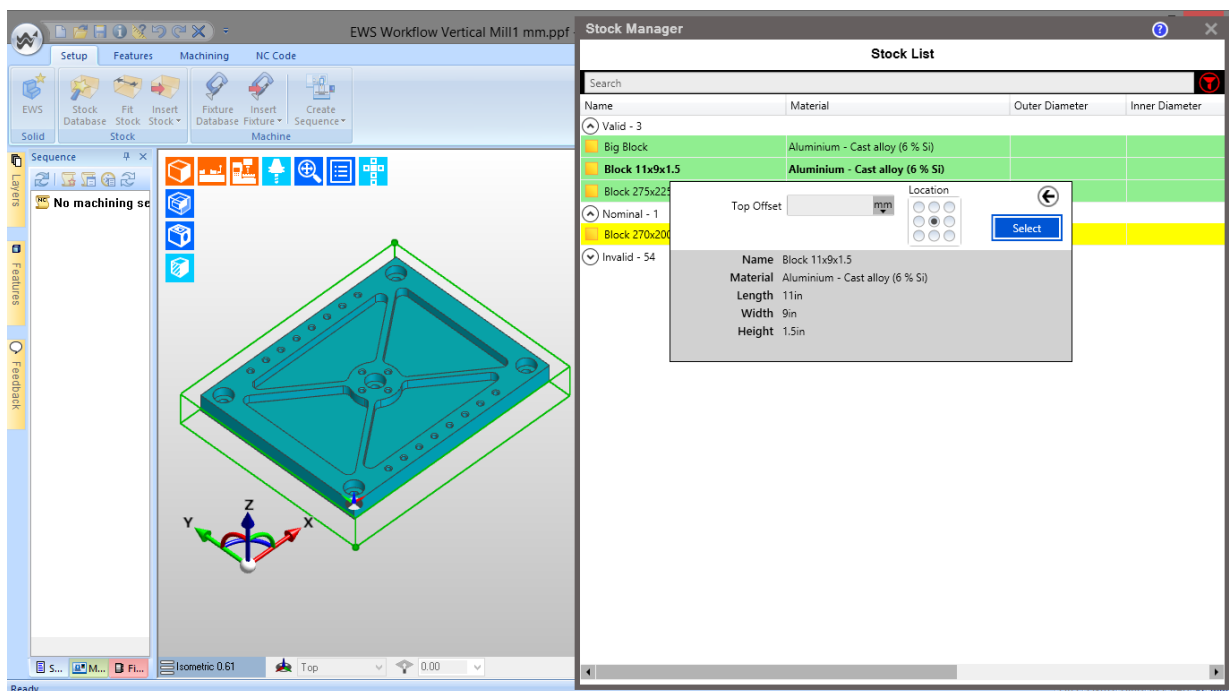 EWS Workflow Vertical Mill1 mm.ppf
Setup Features Machining NC Code
EWS
Stock Database
Fit Stock
Insert Stock
Fixture Database
Insert Fixture
Create Sequence
Solid Stock Machine
Layers
Features
Feedback
Sequence
NC No machining se
Z
Y
X
S... M... Fi...
Isometric 0.61 Top 0.00
Ready
Stock Manager ?
Stock List
Search
Name Material Outer Diameter Inner Diameter
Valid - 3
Big Block Aluminium - Cast alloy (6 % Si)
Block 11x9x1.5 Aluminium - Cast alloy (6 % Si)
Block 275x225
Nominal - 1
Block 270x200
Invalid - 54
Top Offset mm Location
Select
Name Block 11x9x1.5
Material Aluminium - Cast alloy (6 % Si)
Length 11in
Width 9in
Height 1.5in